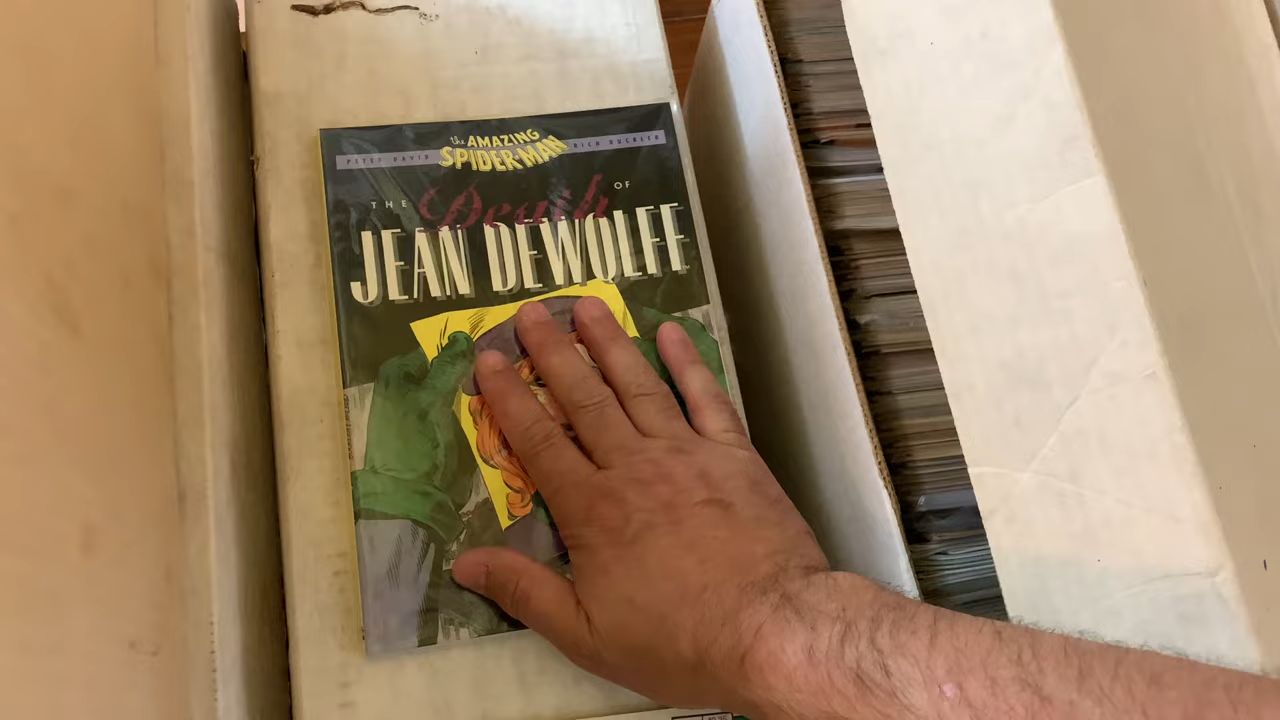 the AMAZING
PETER DAVID SPIDER-MAN RICH BUCKLER
THE Death OF
JEAN DEWOLFF